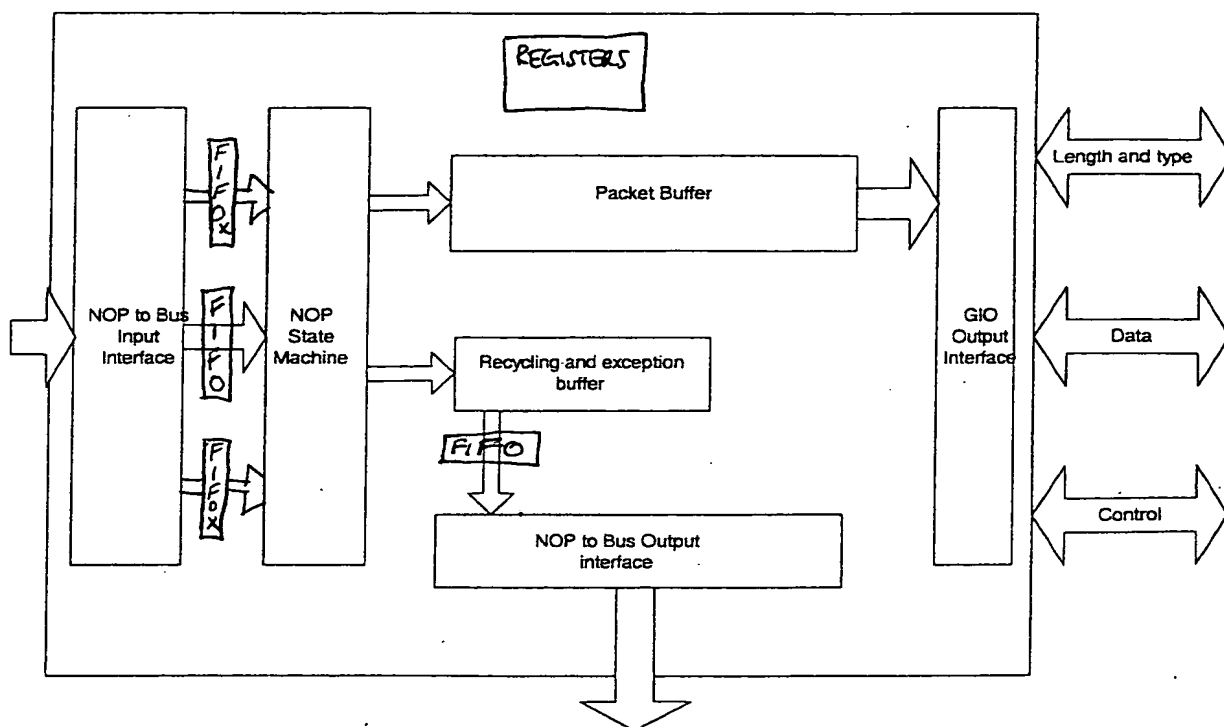 REGISTERS
FIFOx
FIFO
FIFOx
NOP to Bus
Input
Interface
NOP
State
Machine
Packet Buffer
Recycling and exception
buffer
FIFO
NOP to Bus Output
interface
GIO
Output
Interface
Length and type
Data
Control